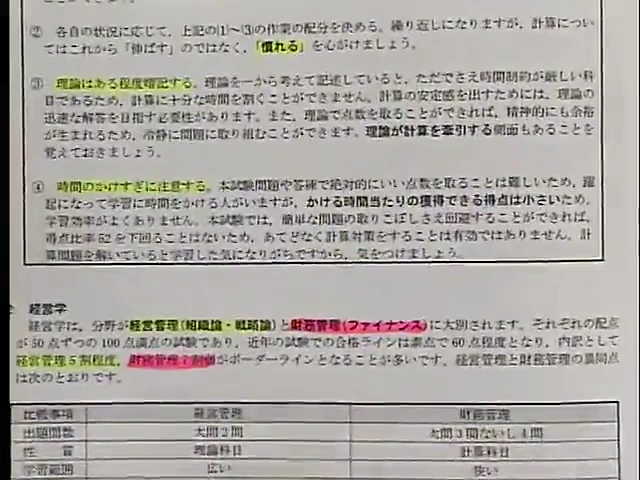 ② 各自の状況に応じて、上記の(1)~(3)の作業の配分を決める。繰り返しになりますが、計算につい
てはこれから「伸ばす」のではなく、「慣れる」を心がけましょう。
③ 理論はある程度暗記する。理論を一から考えて記述していると、ただでさえ時間制約が厳しい科
目であるため、計算に十分な時間を割くことができません。計算の安定感を出すためには、理論の
迅速な解答を目指す必要性があります。また、理論で点数を取ることができれば、精神的にも余裕
が生まれるため、冷静に問題に取り組むことができます。理論が計算を牽引する側面もあることを
覚えておきましょう。
④ 時間のかけすぎに注意する。本試験問題や答練で絶対的にいい点数を取ることは難しいため、躍
起になって学習に時間をかける人がいますが、かける時間当たりの獲得できる得点は小さいため、
学習効率がよくありません。本試験では、簡単な問題の取りこぼしさえ回避することができれば、
得点比率 52 を下回ることはないため、あてどなく計算対策をすることは有効ではありません。計
算問題を解いていると学習した気になりがちですから、気をつけましょう。
経営学
経営学は、分野が経営管理(組織論・戦略論)と財務管理(ファイナンス)に大別されます。それぞれの配点
が 50 点ずつの 100 点満点の試験であり、近年の試験での合格ラインは素点で 60 点程度となり、内訳として
経営管理5割程度、財務管理7割弱がボーダーラインとなることが多いです。経営管理と財務管理の異同点
は次のとおりです。
比較事項 経営管理 財務管理
出題問数 大問2問 大問3問ないし4問
性 質 理論科目 計算科目
学習範囲 広い 狭い